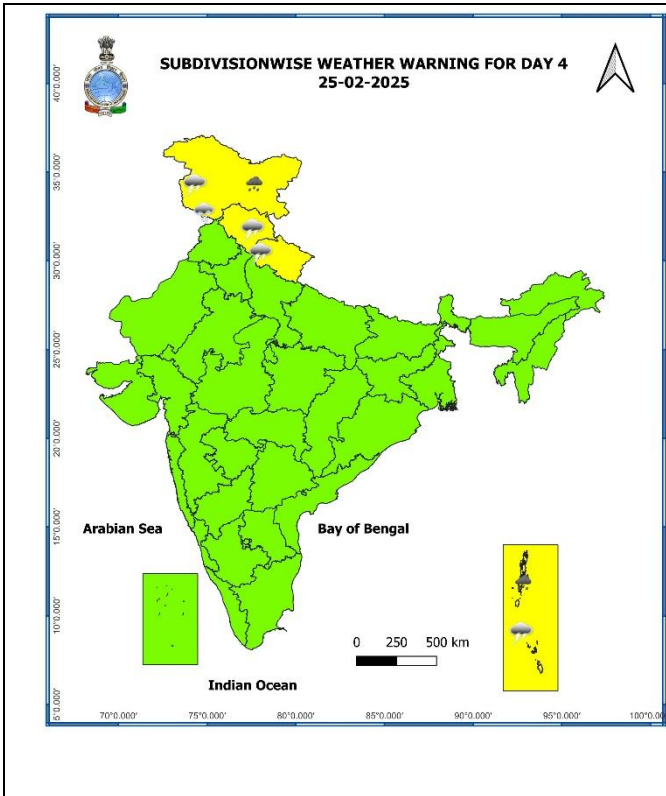 SUBDIVISIONWISE WEATHER WARNING FOR DAY 4
25-02-2025
40°0.000'
35°0.000'
30°0.000'
25°0.000'
20°0.000'
15°0.000'
10°0.000'
5°0.000'
Arabian Sea
Bay of Bengal
0 250 500 km
Indian Ocean
70°0.000' 75°0.000' 80°0.000' 85°0.000' 90°0.000' 95°0.000'